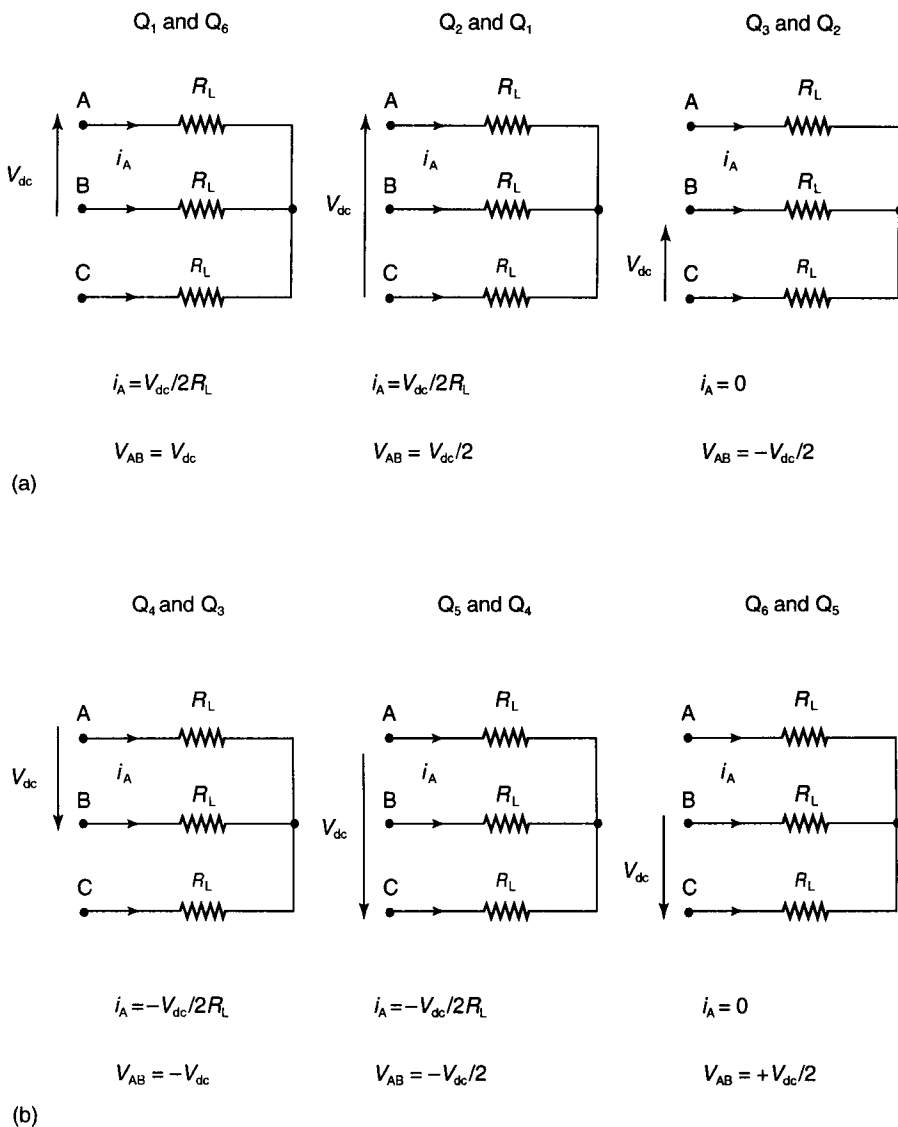 Q1 and Q6 Q2 and Q1 Q3 and Q2
RL RL RL
A A A
iA iA iA
Vdc Vdc
B RL B RL B RL
Vdc
C RL C RL C RL
iA = Vdc/2RL iA = Vdc/2RL iA = 0
VAB = Vdc VAB = Vdc/2 VAB = −Vdc/2
(a)
Q4 and Q3 Q5 and Q4 Q6 and Q5
RL RL RL
A A A
Vdc iA iA iA
B RL B RL B RL
Vdc Vdc
C RL C RL C RL
iA = −Vdc/2RL iA = −Vdc/2RL iA = 0
VAB = −Vdc VAB = −Vdc/2 VAB = +Vdc/2
(b)